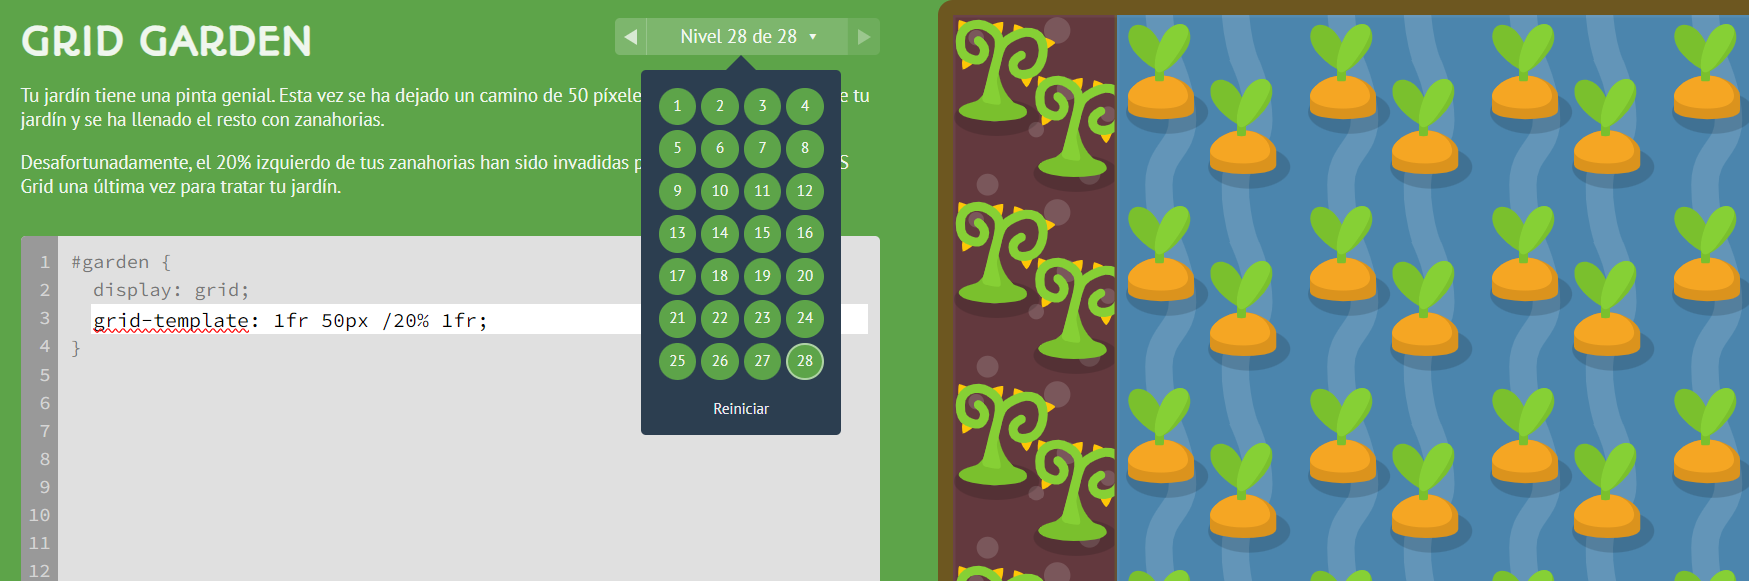 GRID GARDEN
◀ Nivel 28 de 28 ▼ ▶
Tu jardín tiene una pinta genial. Esta vez se ha dejado un camino de 50 píxele e tu
jardín y se ha llenado el resto con zanahorias.
Desafortunadamente, el 20% izquierdo de tus zanahorias han sido invadidas p S
Grid una última vez para tratar tu jardín.
1 2 3 4
5 6 7 8
9 10 11 12
13 14 15 16
17 18 19 20
21 22 23 24
25 26 27 28
Reiniciar
1 #garden {
2 display: grid;
3 grid-template: 1fr 50px /20% 1fr;
4 }
5
6
7
8
9
10
11
12